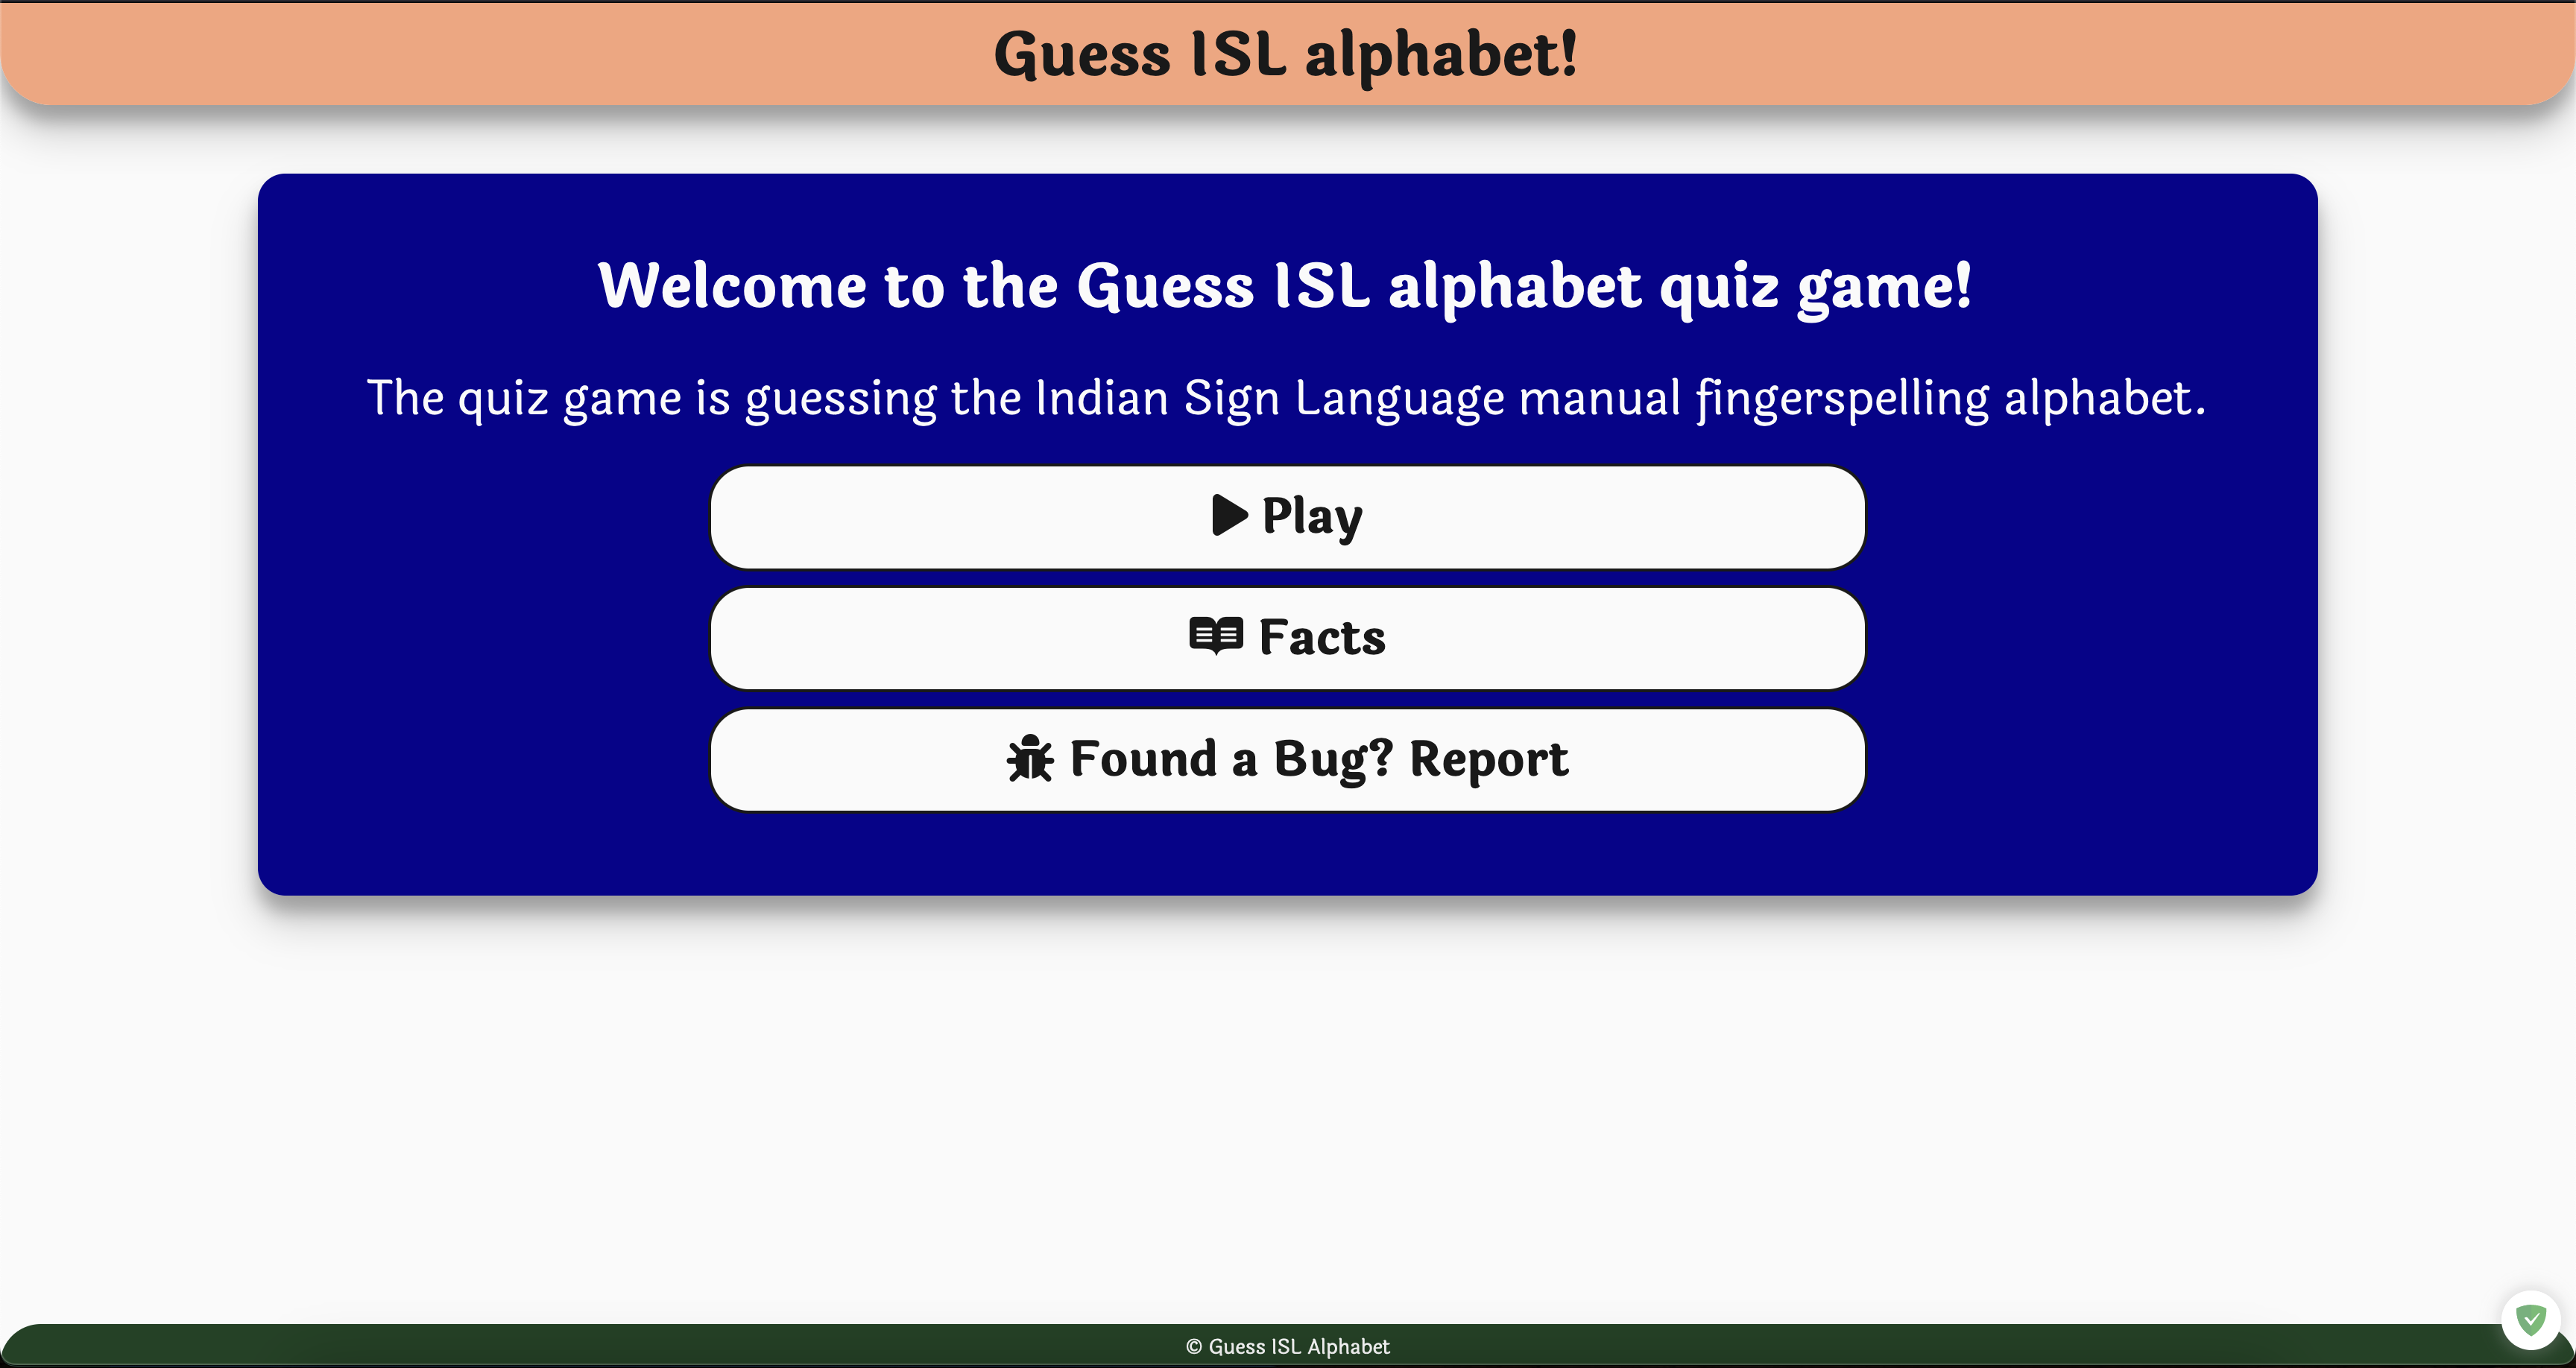 Guess ISL alphabet!
Welcome to the Guess ISL alphabet quiz game!
The quiz game is guessing the Indian Sign Language manual fingerspelling alphabet.
Play
Facts
Found a Bug? Report
© Guess ISL Alphabet